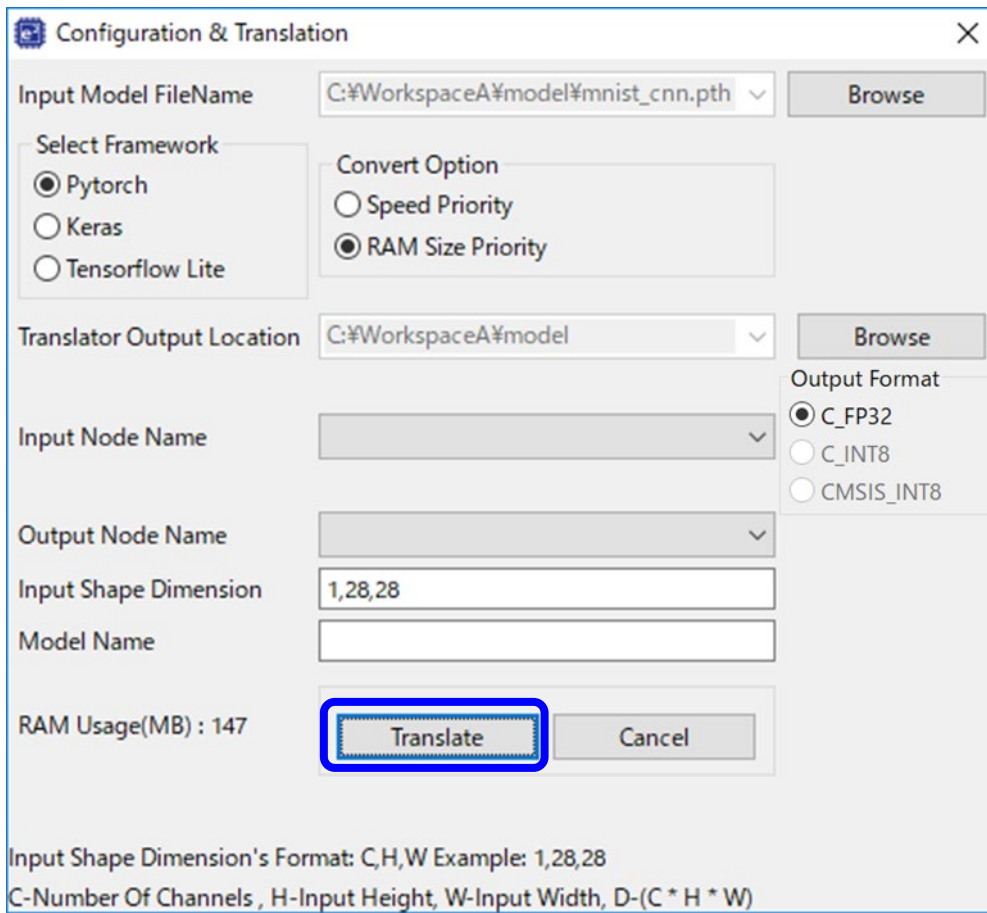 Configuration & Translation
Input Model FileName
C:¥WorkspaceA¥model¥mnist_cnn.pth
Browse
Select Framework
Pytorch
Keras
Tensorflow Lite
Convert Option
Speed Priority
RAM Size Priority
Translator Output Location
C:¥WorkspaceA¥model
Browse
Output Format
C_FP32
C_INT8
CMSIS_INT8
Input Node Name
Output Node Name
Input Shape Dimension
1,28,28
Model Name
RAM Usage(MB) : 147
Translate
Cancel
Input Shape Dimension's Format: C,H,W Example: 1,28,28
C-Number Of Channels , H-Input Height, W-Input Width, D-(C * H * W)